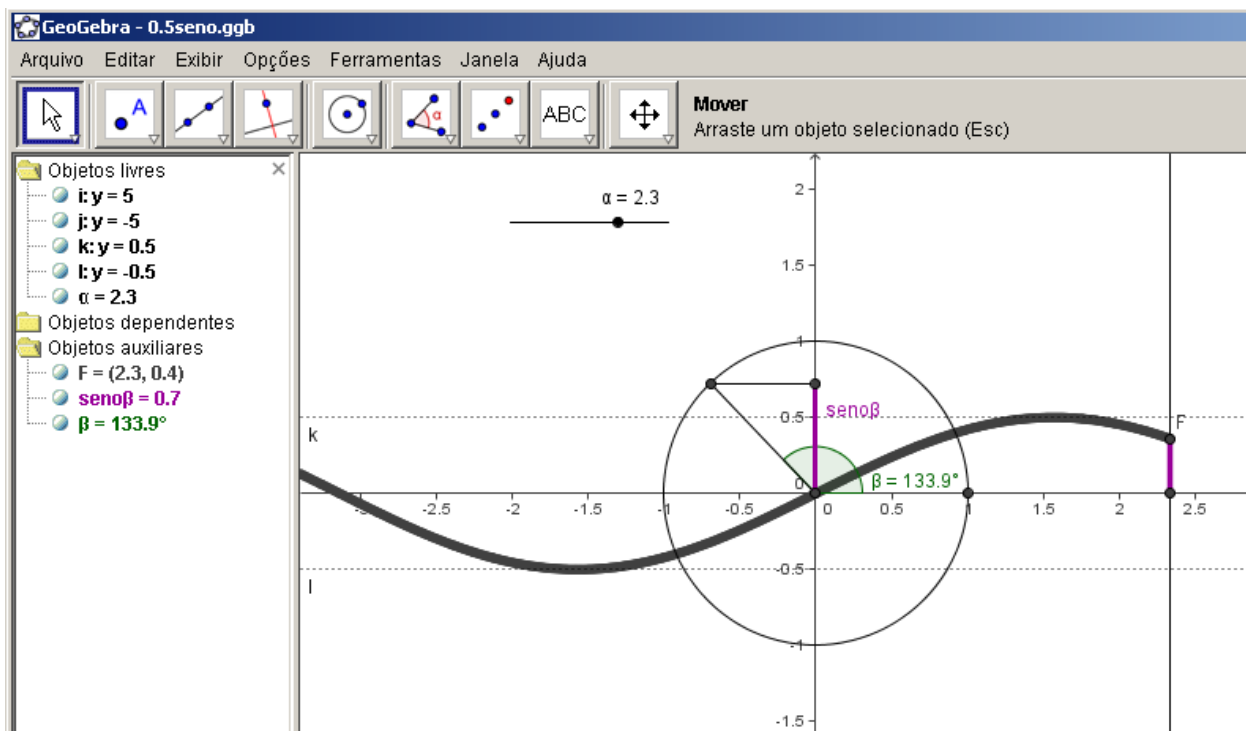 GeoGebra - 0.5seno.ggb
Arquivo Editar Exibir Opções Ferramentas Janela Ajuda
A
α
ABC
Mover
Arraste um objeto selecionado (Esc)
Objetos livres
i: y = 5
j: y = -5
k: y = 0.5
l: y = -0.5
α = 2.3
Objetos dependentes
Objetos auxiliares
F = (2.3, 0.4)
senoβ = 0.7
β = 133.9°
α = 2.3
2
1.5
1
0.5
senoβ
F
k
0
β = 133.9°
-3 -2.5 -2 -1.5 -1 -0.5 0 0.5 1 1.5 2 2.5
-0.5
l
-1
-1.5